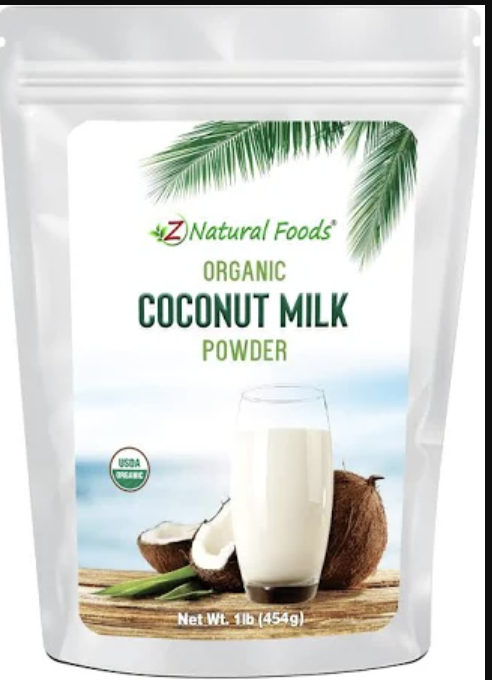 Z Natural Foods®
ORGANIC
COCONUT MILK
POWDER
USDA
ORGANIC
Net Wt. 1lb (454g)